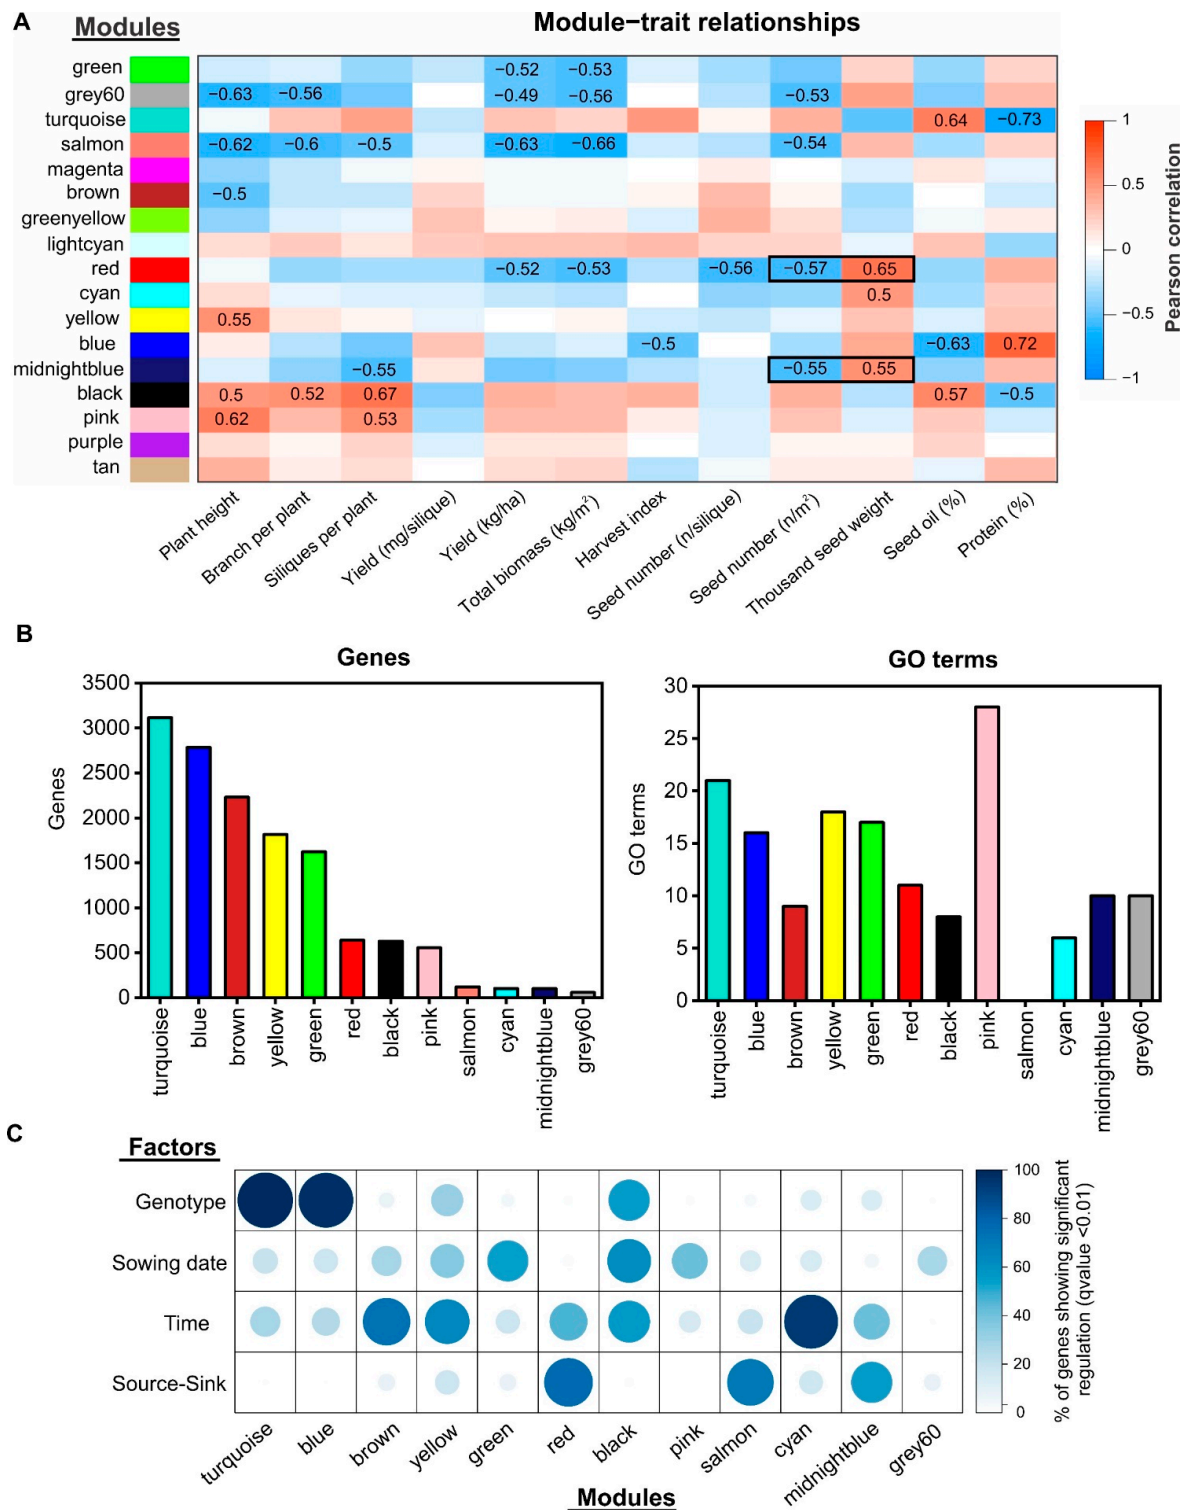 A
Modules
Module−trait relationships
green −0.52 −0.53
grey60 −0.63 −0.56 −0.49 −0.56 −0.53
turquoise 0.64 −0.73
salmon −0.62 −0.6 −0.5 −0.63 −0.66 −0.54
magenta
brown −0.5
greenyellow
lightcyan
red −0.52 −0.53 −0.56 −0.57 0.65
cyan 0.5
yellow 0.55
blue −0.5 −0.63 0.72
midnightblue −0.55 −0.55 0.55
black 0.5 0.52 0.67 0.57 −0.5
pink 0.62 0.53
purple
tan
Plant height
Branch per plant
Siliques per plant
Yield (mg/silique)
Yield (kg/ha)
Total biomass (kg/m²)
Harvest index
Seed number (n/silique)
Seed number (n/m²)
Thousand seed weight
Seed oil (%)
Protein (%)
1
0.5
0
−0.5
−1
Pearson correlation
B
Genes
3500
3000
2500
2000
1500
1000
500
0
Genes
turquoise
blue
brown
yellow
green
red
black
pink
salmon
cyan
midnightblue
grey60
GO terms
30
25
20
15
10
5
0
GO terms
turquoise
blue
brown
yellow
green
red
black
pink
salmon
cyan
midnightblue
grey60
C
Factors
Genotype
Sowing date
Time
Source-Sink
turquoise
blue
brown
yellow
green
red
black
pink
salmon
cyan
midnightblue
grey60
Modules
100
80
60
40
20
0
% of genes showing significant
regulation (qvalue <0.01)